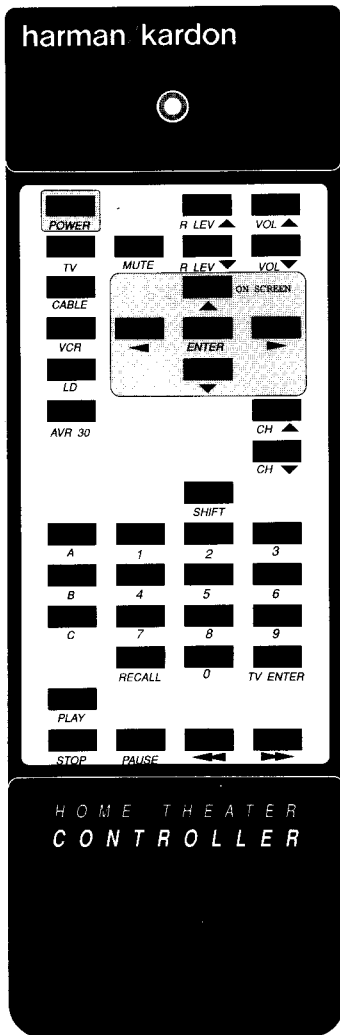 harman/kardon
POWER R LEV ▲ VOL ▲
TV MUTE R LEV ▼ VOL ▼
CABLE ▲ ON SCREEN
VCR ◄ ENTER ►
LD ▼
AVR 30 CH ▲
CH ▼
SHIFT
A 1 2 3
B 4 5 6
C 7 8 9
RECALL 0 TV ENTER
PLAY
STOP PAUSE ◄◄ ►►
HOME THEATER
CONTROLLER